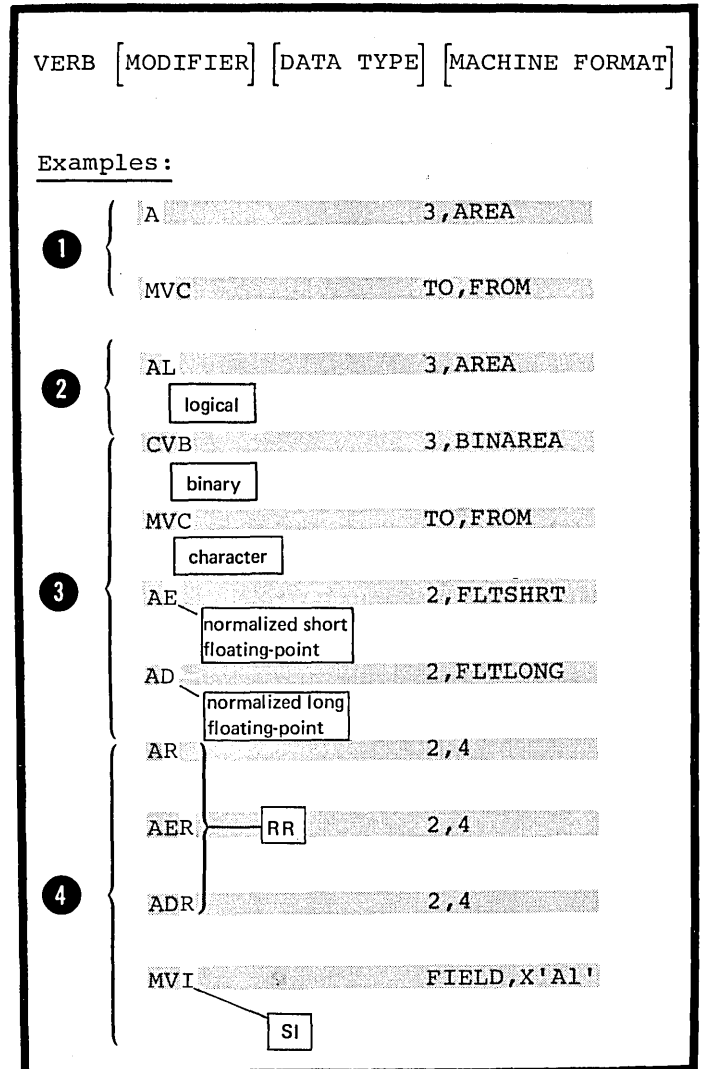 VERB [MODIFIER] [DATA TYPE] [MACHINE FORMAT]
Examples:
1
A 3,AREA
MVC TO,FROM
2
AL 3,AREA
logical
3
CVB 3,BINAREA
binary
MVC TO,FROM
character
AE 2,FLTSHRT
normalized short
floating-point
AD 2,FLTLONG
normalized long
floating-point
4
AR 2,4
AER RR 2,4
ADR 2,4
MVI FIELD,X'A1'
SI